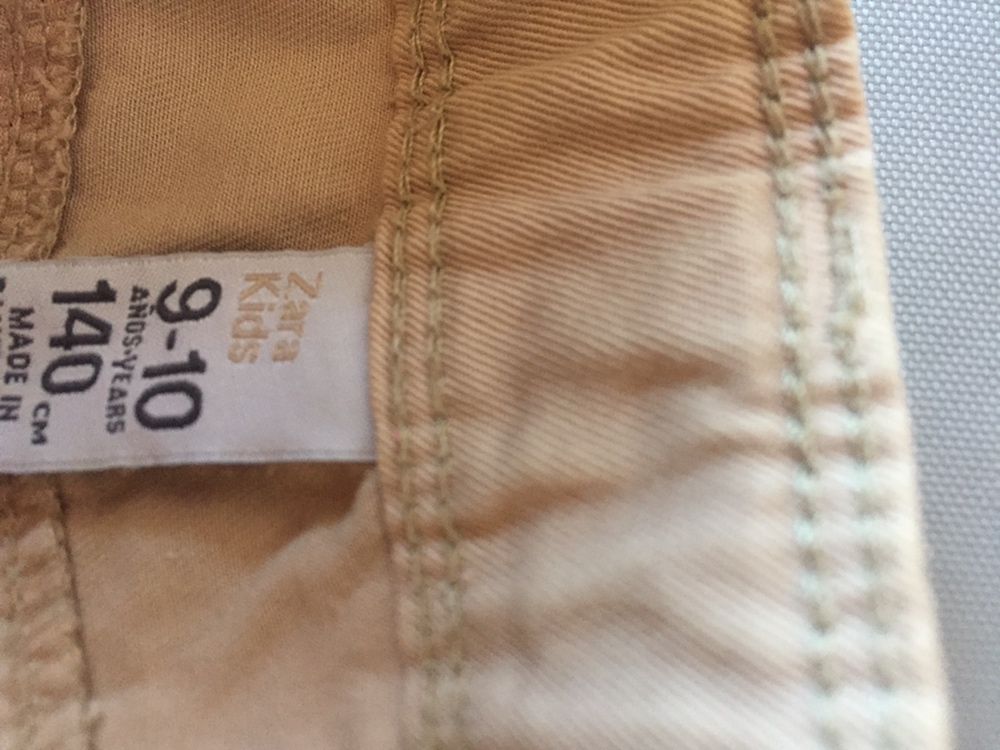 Zara
Kids
9-10
AÑOS·YEARS
140 CM
MADE IN